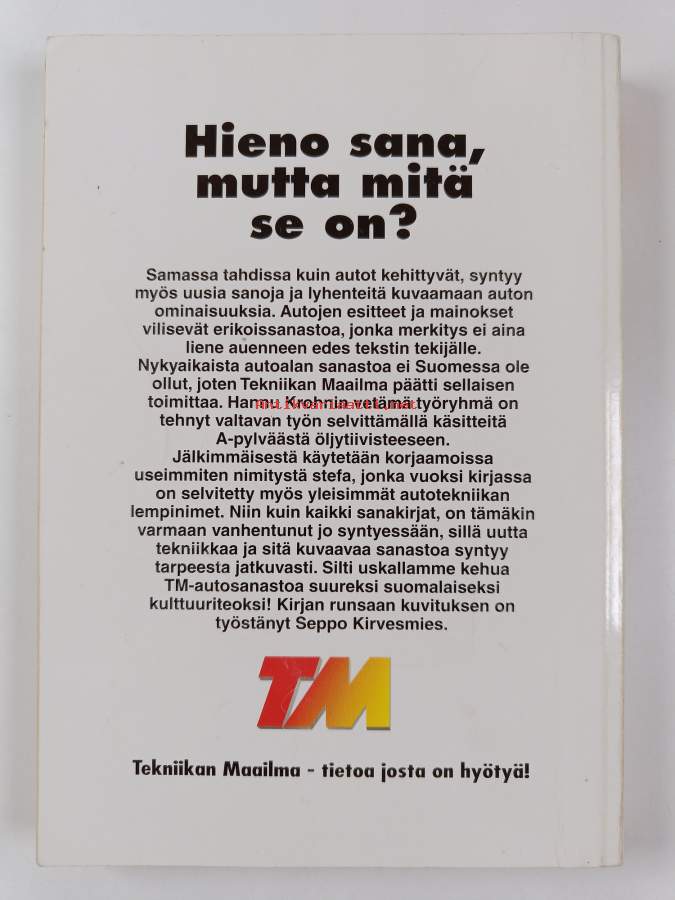 Hieno sana,
mutta mitä
se on?
Samassa tahdissa kuin autot kehittyvät, syntyy
myös uusia sanoja ja lyhenteitä kuvaamaan auton
ominaisuuksia. Autojen esitteet ja mainokset
vilisevät erikoissanastoa, jonka merkitys ei aina
liene auenneen edes tekstin tekijälle.
Nykyaikaista autoalan sanastoa ei Suomessa ole
ollut, joten Tekniikan Maailma päätti sellaisen
toimittaa. Hannu Krohnin vetämä työryhmä on
Antikvariaatti.net
tehnyt valtavan työn selvittämällä käsitteitä
A-pylväästä öljytiivisteeseen.
Jälkimmäisestä käytetään korjaamoissa
useimmiten nimitystä stefa, jonka vuoksi kirjassa
on selvitetty myös yleisimmät autotekniikan
lempinimet. Niin kuin kaikki sanakirjat, on tämäkin
varmaan vanhentunut jo syntyessään, sillä uutta
tekniikkaa ja sitä kuvaavaa sanastoa syntyy
tarpeesta jatkuvasti. Silti uskallamme kehua
TM-autosanastoa suureksi suomalaiseksi
kulttuuriteoksi! Kirjan runsaan kuvituksen on
työstänyt Seppo Kirvesmies.
TM
Tekniikan Maailma - tietoa josta on hyötyä!